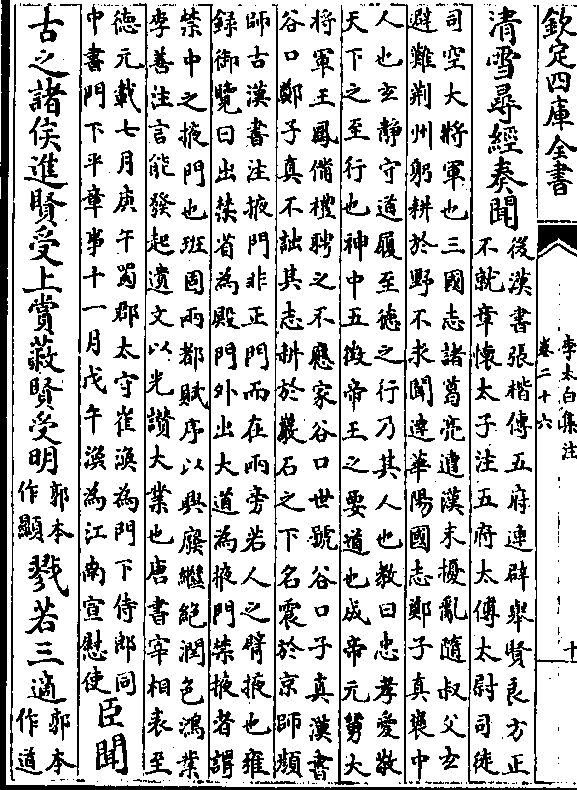 欽定四庫全書
李太白集注
卷二十六
十
清雪尋經奏聞
後漢書張楷傳五府連辟舉賢良方正
不就章懷太子注五府太傅太尉司徒
司空大將軍也三國志諸葛亮遭漢末擾亂隨叔父玄
避難荆州躬耕於野不求聞達華陽國志鄭子真褒中
人也玄靜守道履至德之行乃其人也教曰忠孝愛敬
天下之至行也神中五徴帝王之要道也成帝元舅大
將軍王鳳備禮聘之不應家谷口世號谷口子真漢書
谷口鄭子真不詘其志耕於巖石之下名震於京師顔
師古漢書注掖門非正門而在兩旁若人之臂掖也雍
録御覽曰出禁省為殿門外出大道為掖門禁掖者謂
禁中之掖門也班固兩都賦序以興廢繼絶潤色鴻業
李善注言能發起遺文以光讚大業也唐書宰相表至
德元載七月庚午蜀郡太守崔渙為門下侍郎同
中書門下平章事十一月戊午渙為江南宣慰使
臣聞
古之諸侯進賢受上賞蔽賢受明
郭本
作顯
戮若三適
郭本
作道